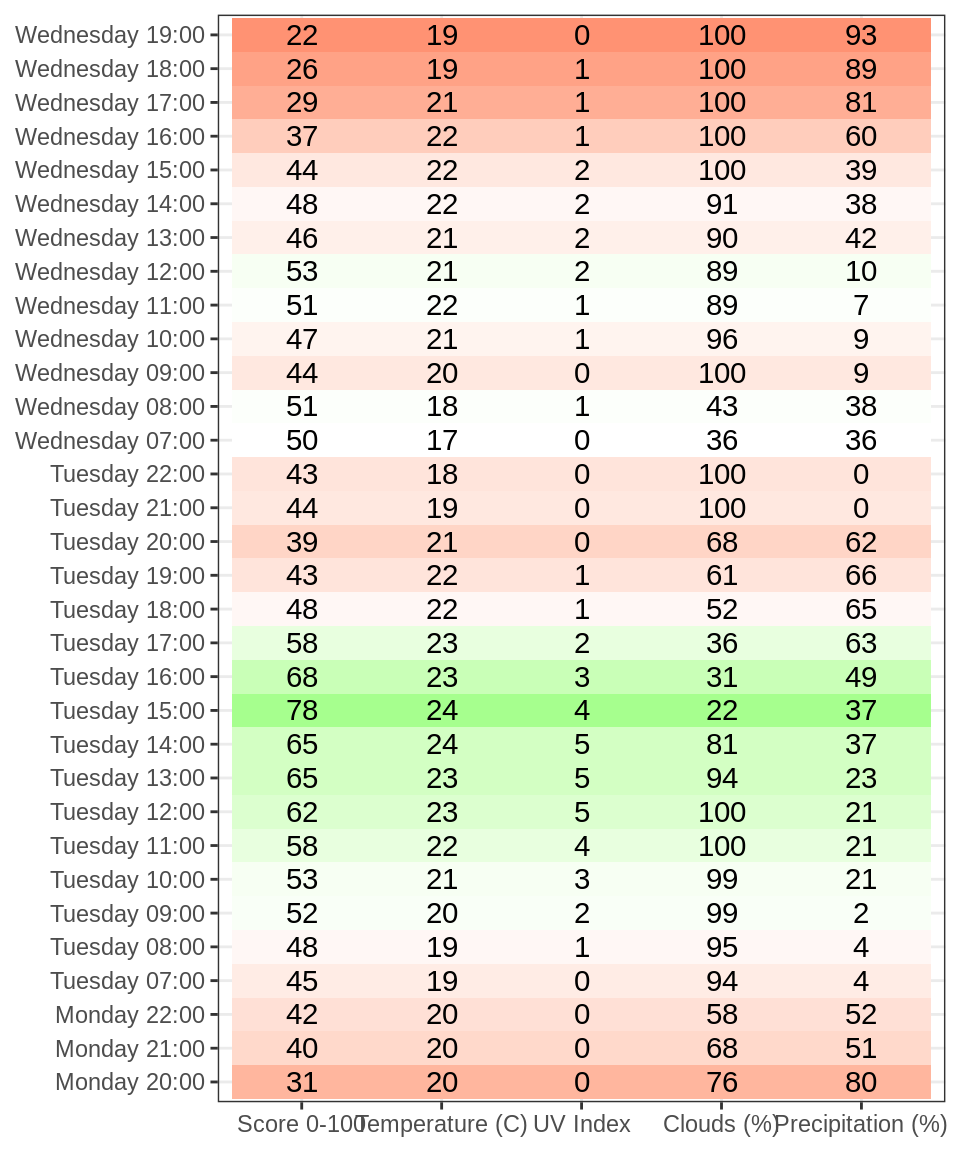 Wednesday 19:00 22 19 0 100 93
Wednesday 18:00 26 19 1 100 89
Wednesday 17:00 29 21 1 100 81
Wednesday 16:00 37 22 1 100 60
Wednesday 15:00 44 22 2 100 39
Wednesday 14:00 48 22 2 91 38
Wednesday 13:00 46 21 2 90 42
Wednesday 12:00 53 21 2 89 10
Wednesday 11:00 51 22 1 89 7
Wednesday 10:00 47 21 1 96 9
Wednesday 09:00 44 20 0 100 9
Wednesday 08:00 51 18 1 43 38
Wednesday 07:00 50 17 0 36 36
Tuesday 22:00 43 18 0 100 0
Tuesday 21:00 44 19 0 100 0
Tuesday 20:00 39 21 0 68 62
Tuesday 19:00 43 22 1 61 66
Tuesday 18:00 48 22 1 52 65
Tuesday 17:00 58 23 2 36 63
Tuesday 16:00 68 23 3 31 49
Tuesday 15:00 78 24 4 22 37
Tuesday 14:00 65 24 5 81 37
Tuesday 13:00 65 23 5 94 23
Tuesday 12:00 62 23 5 100 21
Tuesday 11:00 58 22 4 100 21
Tuesday 10:00 53 21 3 99 21
Tuesday 09:00 52 20 2 99 2
Tuesday 08:00 48 19 1 95 4
Tuesday 07:00 45 19 0 94 4
Monday 22:00 42 20 0 58 52
Monday 21:00 40 20 0 68 51
Monday 20:00 31 20 0 76 80
Score 0-100 Temperature (C) UV Index Clouds (%) Precipitation (%)